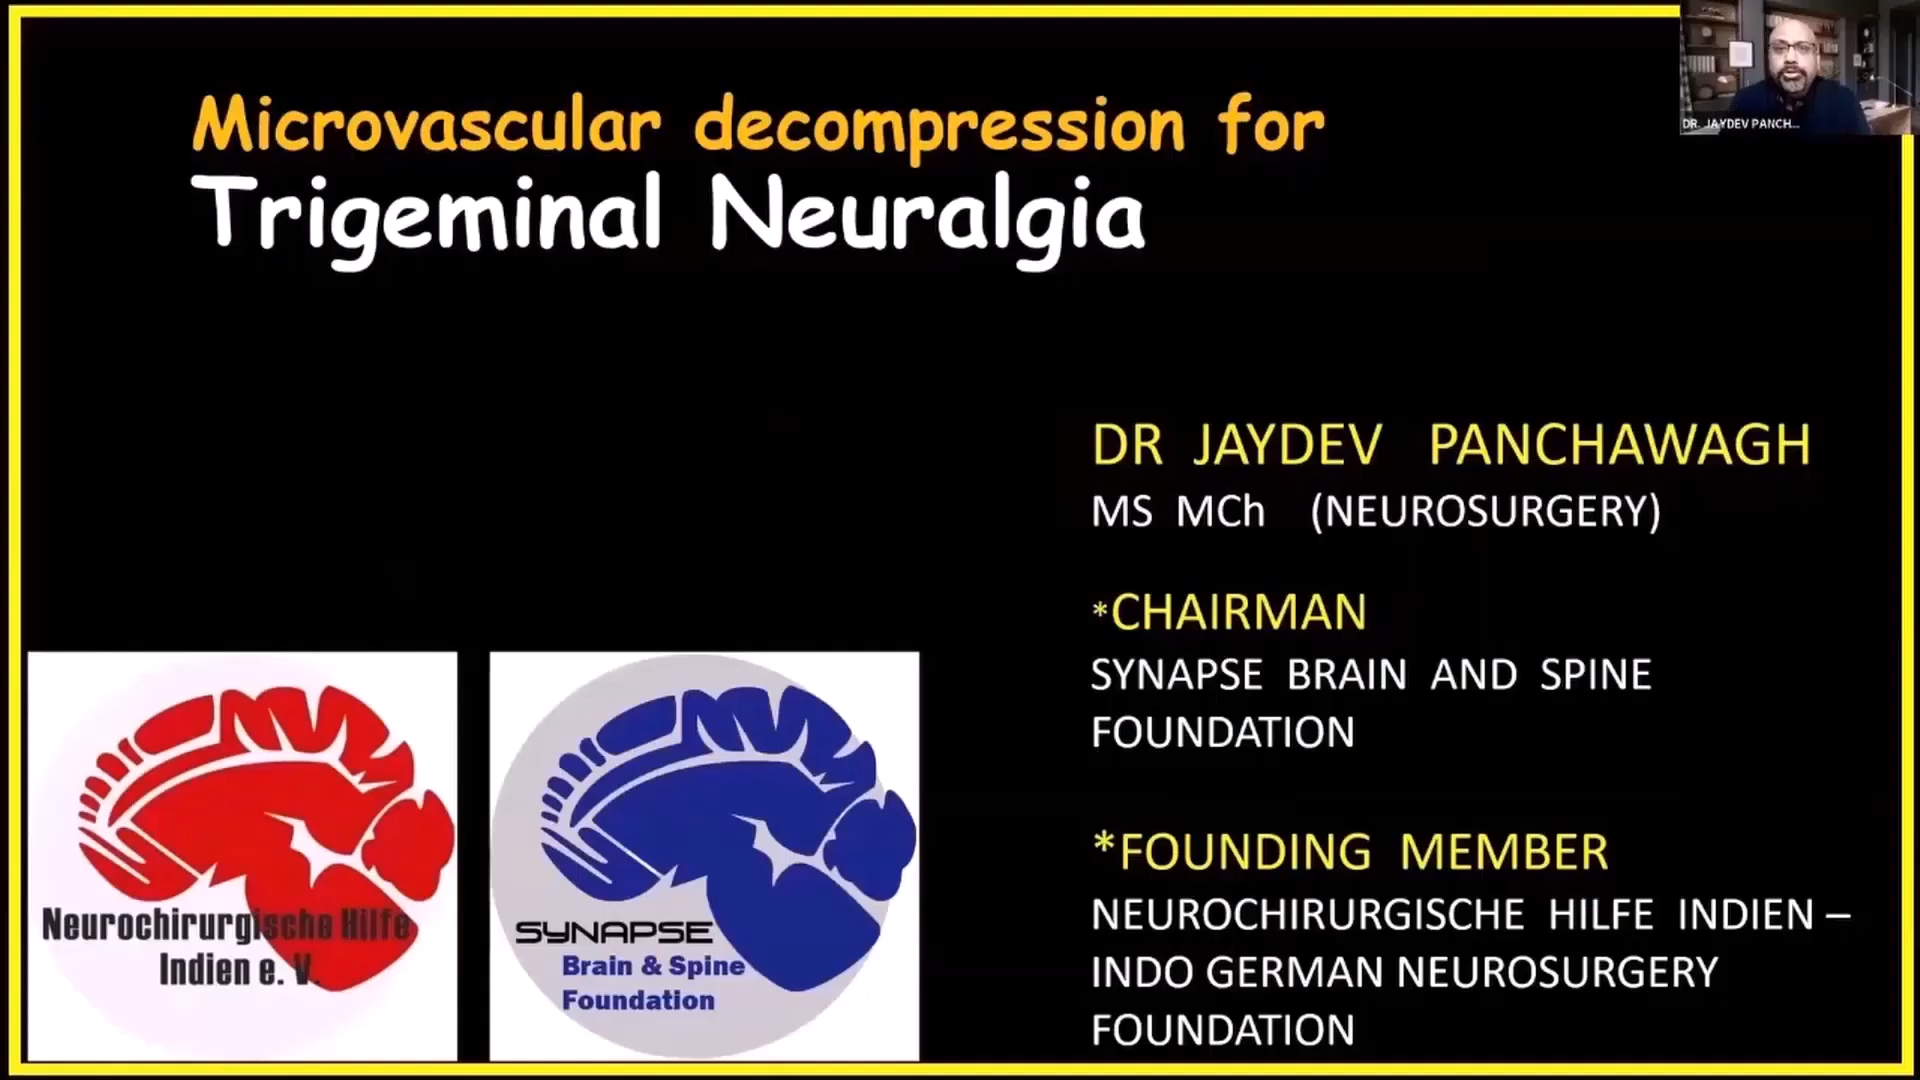 Microvascular decompression for
Trigeminal Neuralgia
DR. JAYDEV PANCH...
DR JAYDEV PANCHAWAGH
MS MCh (NEUROSURGERY)
*CHAIRMAN
SYNAPSE BRAIN AND SPINE
FOUNDATION
*FOUNDING MEMBER
NEUROCHIRURGISCHE HILFE INDIEN –
INDO GERMAN NEUROSURGERY
FOUNDATION
Neurochirurgische Hilfe
Indien e. V.
SYNAPSE
Brain & Spine
Foundation